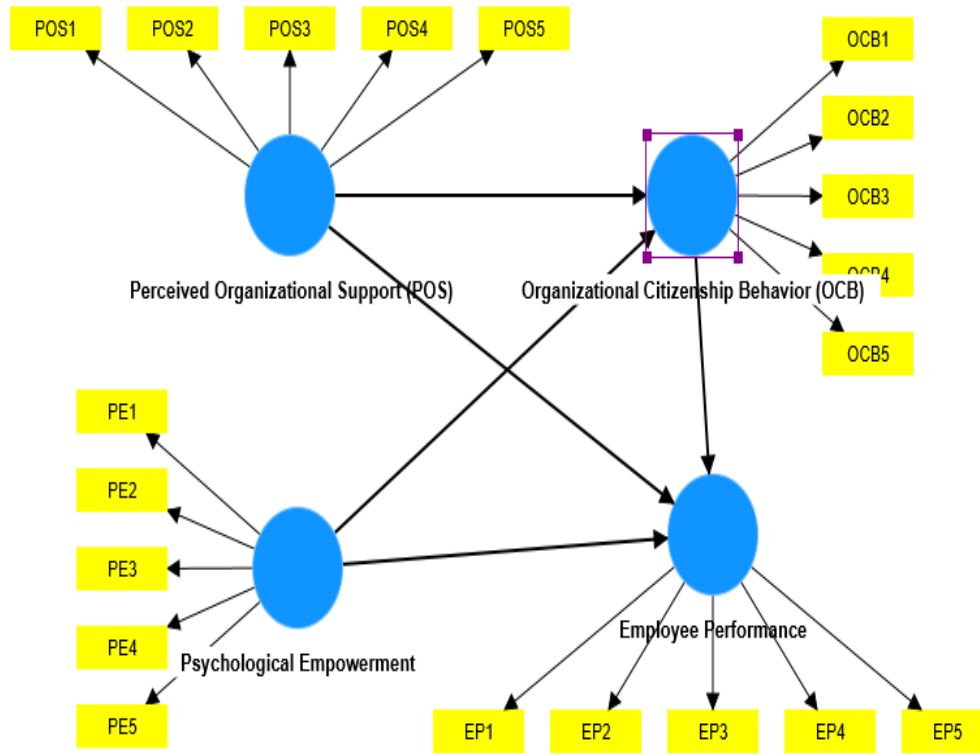 POS1
POS2
POS3
POS4
POS5
OCB1
OCB2
OCB3
OCB4
OCB5
Perceived Organizational Support (POS)
Organizational Citizenship Behavior (OCB)
PE1
PE2
PE3
PE4
PE5
Psychological Empowerment
Employee Performance
EP1
EP2
EP3
EP4
EP5